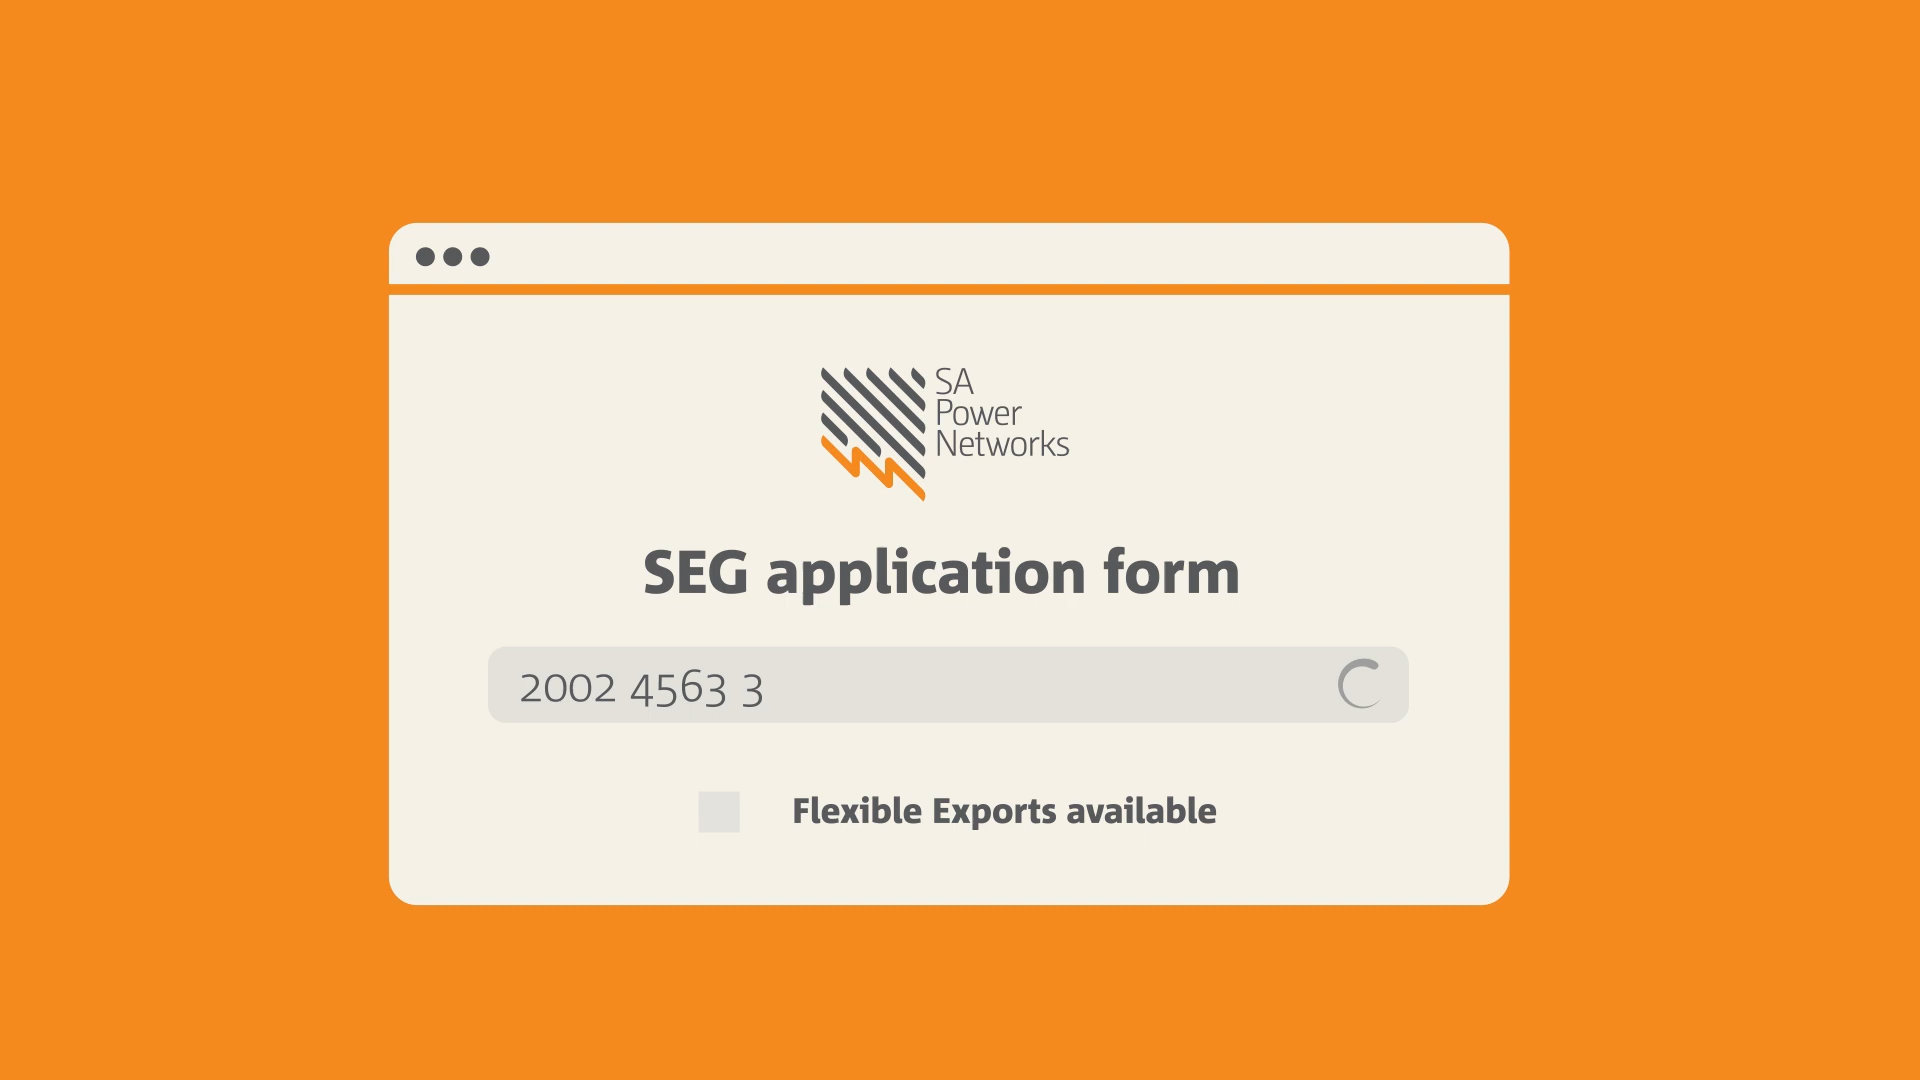 SA
Power
Networks
SEG application form
2002 4563 3
Flexible Exports available